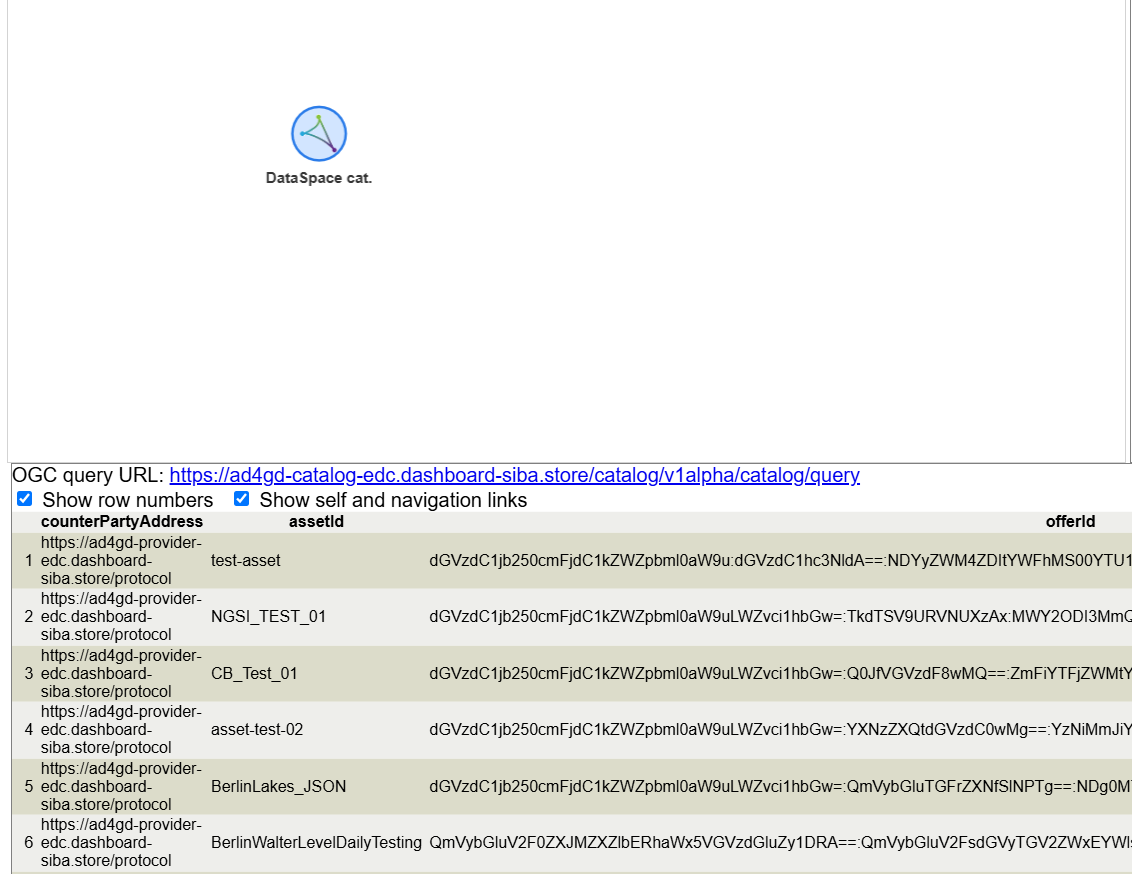 DataSpace cat.
OGC query URL: https://ad4gd-catalog-edc.dashboard-siba.store/catalog/v1alpha/catalog/query
Show row numbers Show self and navigation links
counterPartyAddress assetId offerId
https://ad4gd-provider-
1 edc.dashboard- test-asset dGVzdC1jb250cmFjdC1kZWZpbml0aW9u:dGVzdC1hc3NldA==:NDYyZWM4ZDItYWFhMS00YTU1
siba.store/protocol
https://ad4gd-provider-
2 edc.dashboard- NGSI_TEST_01 dGVzdC1jb250cmFjdC1kZWZpbml0aW9uLWZvci1hbGw=:TkdTSV9URVNUXzAx:MWY2ODI3MmQ
siba.store/protocol
https://ad4gd-provider-
3 edc.dashboard- CB_Test_01 dGVzdC1jb250cmFjdC1kZWZpbml0aW9uLWZvci1hbGw=:Q0JfVGVzdF8wMQ==:ZmFiYTFjZWMtY
siba.store/protocol
https://ad4gd-provider-
4 edc.dashboard- asset-test-02 dGVzdC1jb250cmFjdC1kZWZpbml0aW9uLWZvci1hbGw=:YXNzZXQtdGVzdC0wMg==:YzNiMmJiY
siba.store/protocol
https://ad4gd-provider-
5 edc.dashboard- BerlinLakes_JSON dGVzdC1jb250cmFjdC1kZWZpbml0aW9uLWZvci1hbGw=:QmVybGluTGFrZXNfSlNPTg==:NDg0M
siba.store/protocol
https://ad4gd-provider-
6 edc.dashboard- BerlinWalterLevelDailyTesting QmVybGluV2F0ZXJMZXZlbERhaWx5VGVzdGluZy1DRA==:QmVybGluV2FsdGVyTGV2ZWxEYWls
siba.store/protocol